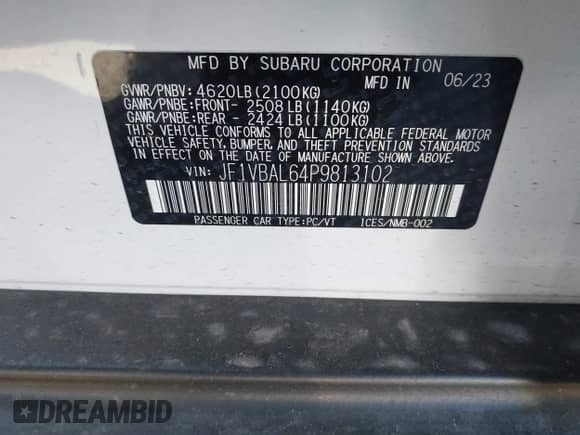 MFD BY SUBARU CORPORATION
MFD IN 06/23
GVWR/PNBV: 4620LB(2100KG)
GAWR/PNBE:FRONT- 2508 LB(1140KG)
GAWR/PNBE:REAR - 2424 LB(1100KG)
THIS VEHICLE CONFORMS TO ALL APPLICABLE FEDERAL MOTOR
VEHICLE SAFETY, BUMPER, AND THEFT PREVENTION STANDARDS
IN EFFECT ON THE DATE OF MANUFACTURE SHOWN ABOVE.
VIN: JF1VBAL64P9813102
PASSENGER CAR TYPE:PC/VT ICES/NMB-002
DREAMBID